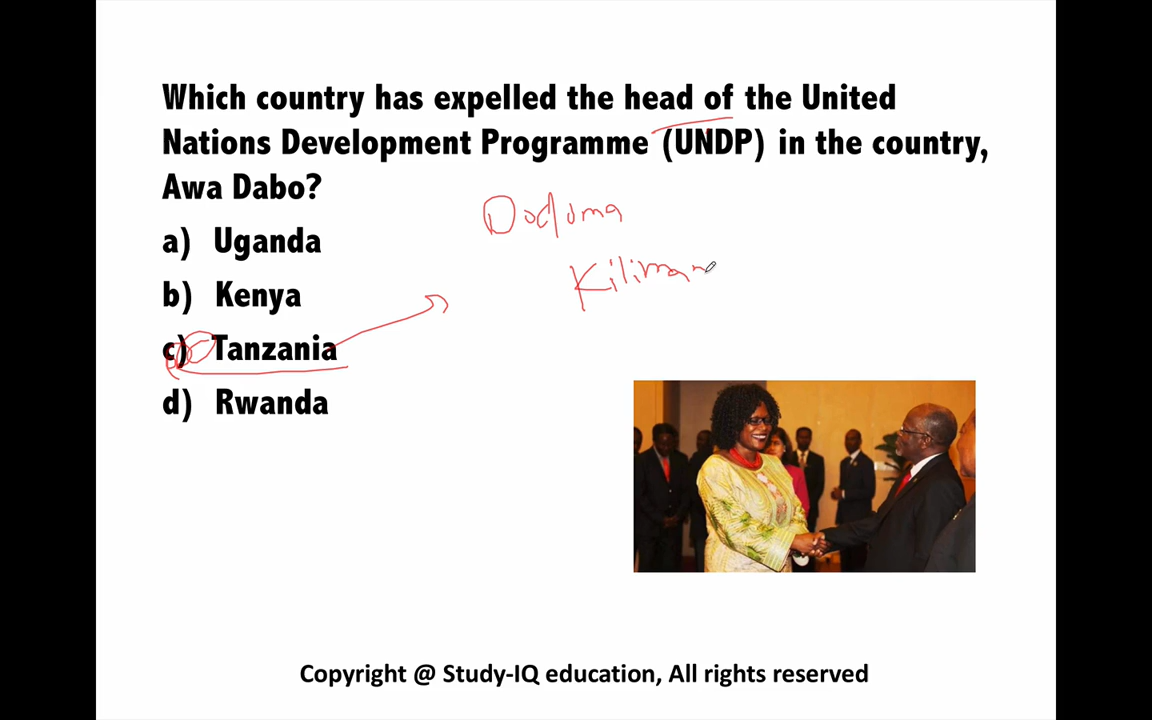 Which country has expelled the head of the United
Nations Development Programme (UNDP) in the country,
Awa Dabo?
Dodoma
a) Uganda
Kiliman
b) Kenya
c) Tanzania
d) Rwanda
Copyright @ Study-IQ education, All rights reserved